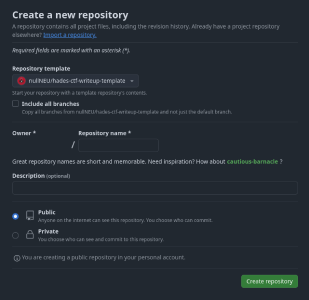 Create a new repository
A repository contains all project files, including the revision history. Already have a project repository
elsewhere? Import a repository.
Required fields are marked with an asterisk (*).
Repository template
nullNEU/hades-ctf-writeup-template
Start your repository with a template repository's contents.
Include all branches
Copy all branches from nullNEU/hades-ctf-writeup-template and not just the default branch.
Owner * Repository name *
/
Great repository names are short and memorable. Need inspiration? How about cautious-barnacle ?
Description (optional)
Public
Anyone on the internet can see this repository. You choose who can commit.
Private
You choose who can see and commit to this repository.
You are creating a public repository in your personal account.
Create repository